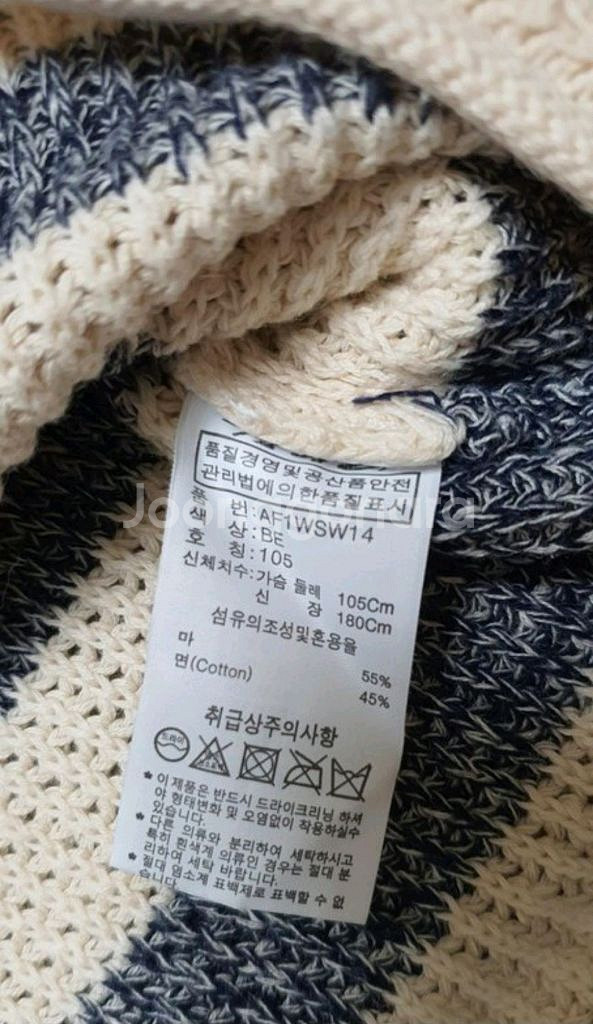 품질경영및공산품안전
관리법에의한품질표시
품 번:AF1WSW14
색 상:BE
호 칭:105
신체치수:가슴 둘레 105Cm
신 장 180Cm
섬유의조성및혼용율
마 55%
면(Cotton) 45%
취급상주의사항
드라이
* 이 제품은 반드시 드라이크리닝 하셔
야 형태변화 및 오염없이 착용하실수
있습니다.
* 다른 의류와 분리하여 세탁하시고
특히 흰색계 의류인 경우는 절대 분
리하여 세탁 바랍니다.
* 절대 염소계 표백제로 표백할 수 없
습니다.
Joonggonara